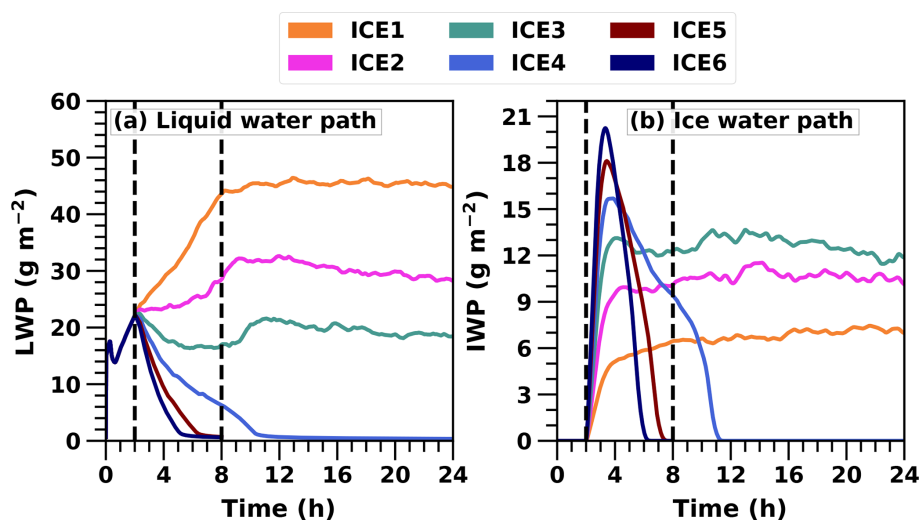 ICE1 ICE3 ICE5
ICE2 ICE4 ICE6
(a) Liquid water path
LWP (g m⁻²)
60
50
40
30
20
10
0
0 4 8 12 16 20 24
Time (h)
(b) Ice water path
IWP (g m⁻²)
21
18
15
12
9
6
3
0
0 4 8 12 16 20 24
Time (h)